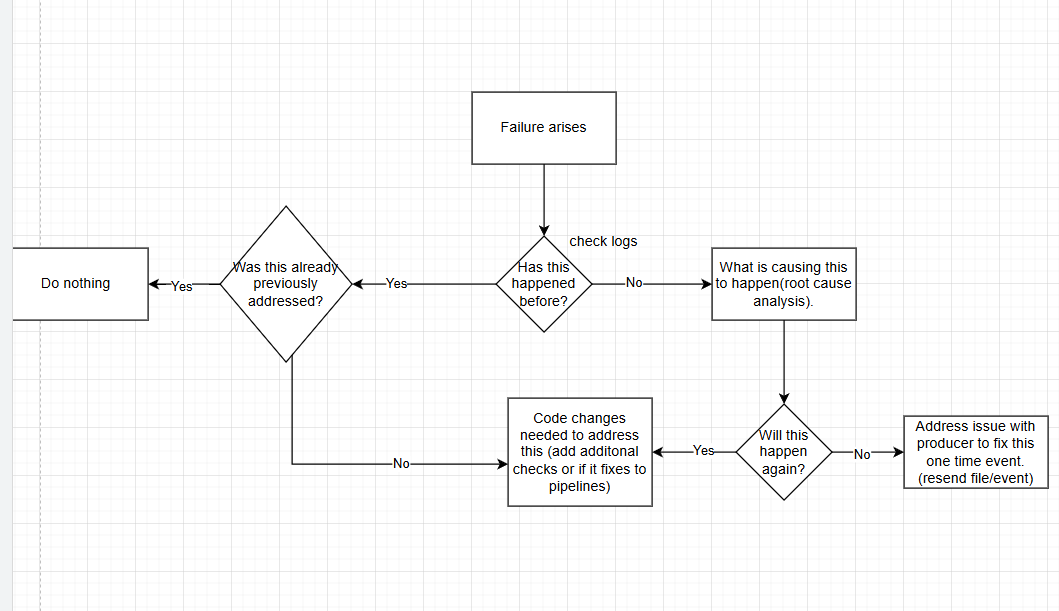 Failure arises
check logs
Has this
happened
before?
Yes
No
Was this already
previously
addressed?
Yes
Do nothing
What is causing this
to happen(root cause
analysis).
Will this
happen
again?
Yes
No
Code changes
needed to address
this (add additonal
checks or if it fixes to
pipelines)
No
Address issue with
producer to fix this
one time event.
(resend file/event)